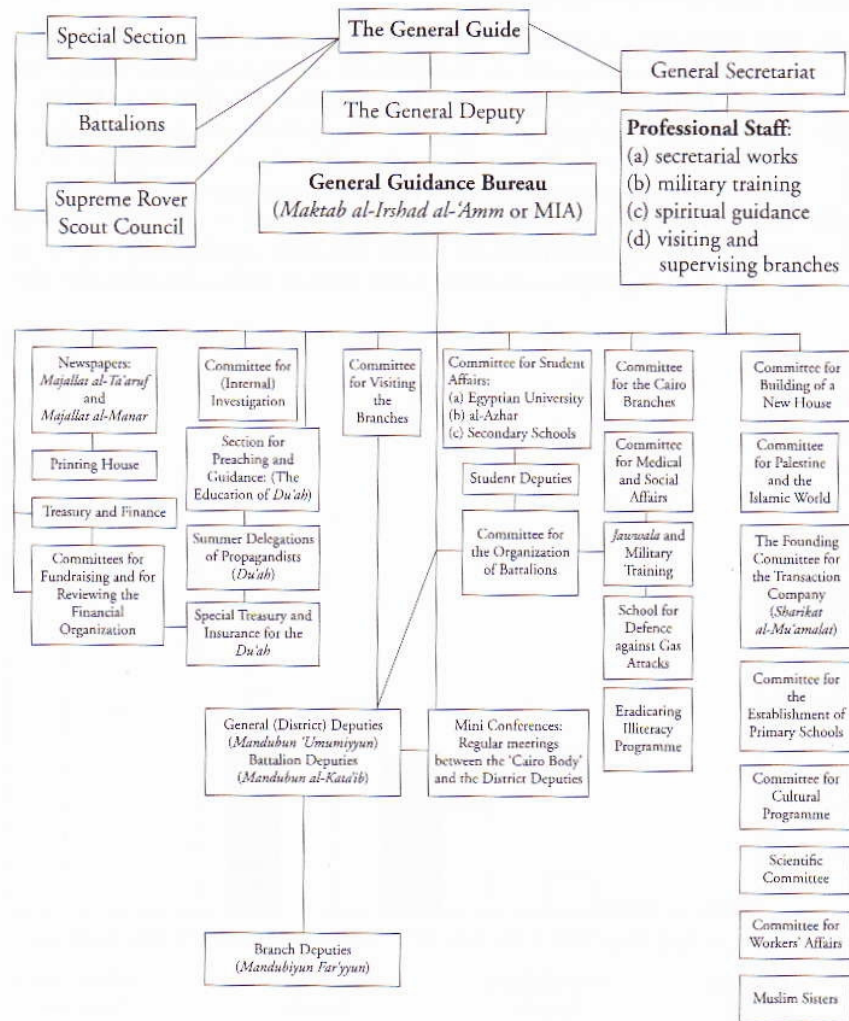 The General Guide
Special Section
General Secretariat
The General Deputy
Battalions
Professional Staff:
(a) secretarial works
(b) military training
(c) spiritual guidance
(d) visiting and
supervising branches
General Guidance Bureau
(Maktab al-Irshad al-‘Amm or MIA)
Supreme Rover
Scout Council
Newspapers:
Majallat al-Ta‘aruf
and
Majallat al-Manar
Printing House
Treasury and Finance
Committees for
Fundraising and for
Reviewing the
Financial
Organization
Committee for
(Internal)
Investigation
Section for
Preaching and
Guidance: (The
Education of Du‘ah)
Summer Delegations
of Propagandists
(Du‘ah)
Special Treasury and
Insurance for the
Du‘ah
Committee
for Visiting
the
Branches
Committee for Student
Affairs:
(a) Egyptian University
(b) al-Azhar
(c) Secondary Schools
Student Deputies
Committee for
the Organization
of Battalions
Committee
for the Cairo
Branches
Committee
for Medical
and Social
Affairs
Jawwala and
Military
Training
School for
Defence
against Gas
Attacks
Eradicaring
Illiteracy
Programme
Committee for
Building of a
New House
Committee
for Palestine
and the
Islamic World
The Founding
Committee for
the Transaction
Company
(Sharikat
al-Mu‘amalat)
Committee for
the
Establishment of
Primary Schools
Committee for
Cultural
Programme
Scientific
Committee
Committee for
Workers’ Affairs
Muslim Sisters
General (District) Deputies
(Mandubun ‘Umumiyyun)
Battalion Deputies
(Mandubun al-Kata’ib)
Mini Conferences:
Regular meetings
between the ‘Cairo Body’
and the District Deputies
Branch Deputies
(Mandubiyun Far‘yyun)